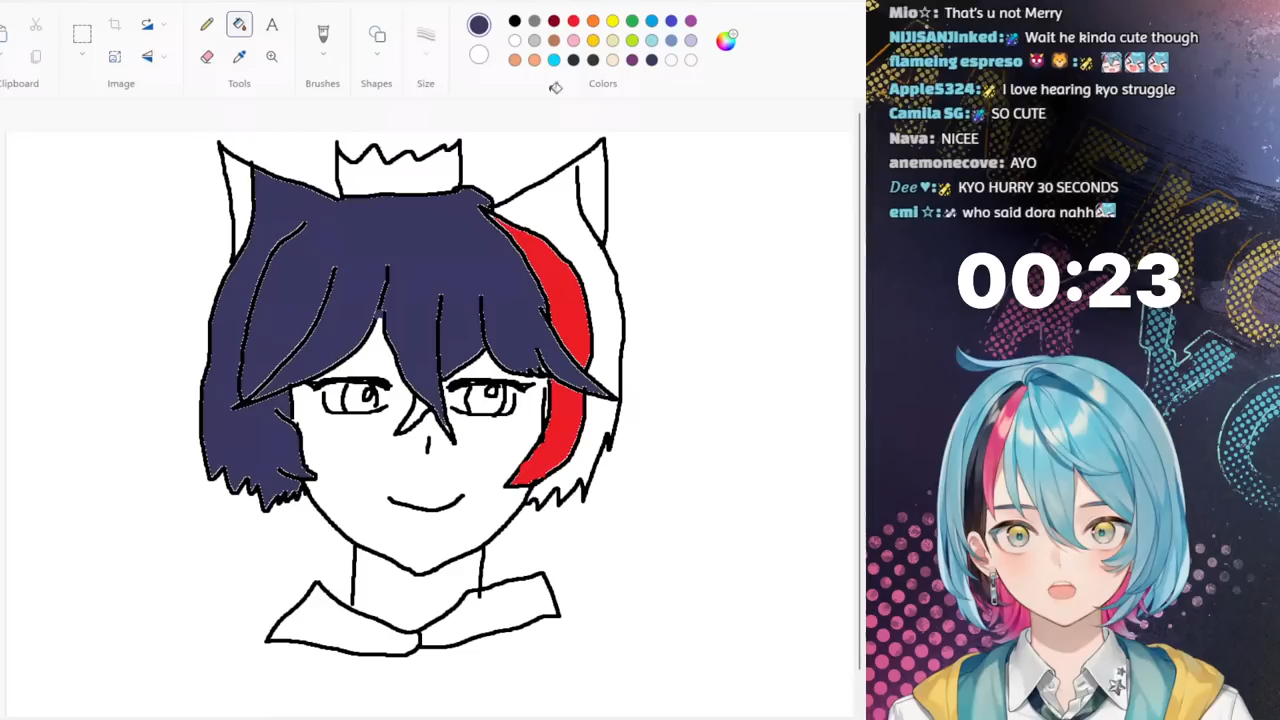 Clipboard
Image
Tools
Brushes
Shapes
Size
Colors
A
Mio☆: That's u not Merry
NIJISANJInked: Wait he kinda cute though
flameing espreso :
Apple5324: I love hearing kyo struggle
Camila SG: SO CUTE
Nava: NICEE
anemonecove: AYO
Dee ♥: KYO HURRY 30 SECONDS
emi ☆: who said dora nahh
00:23